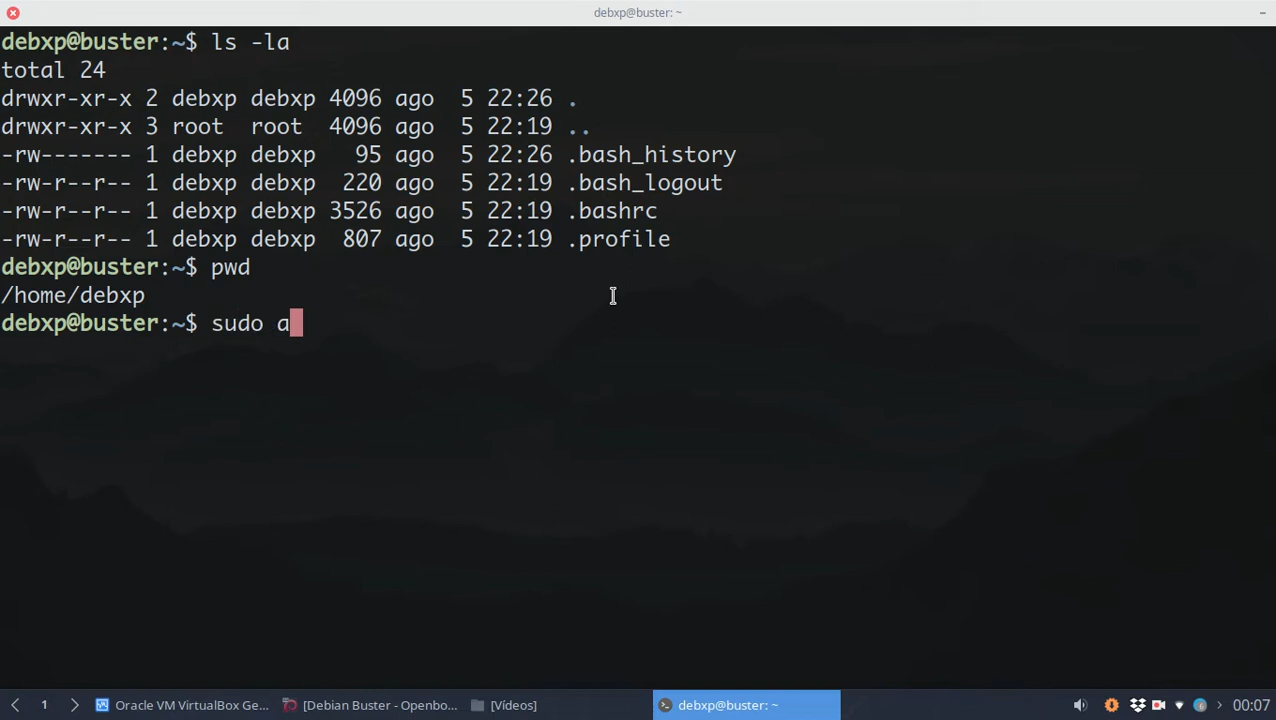 debxp@buster: ~
debxp@buster:~$ ls -la
total 24
drwxr-xr-x 2 debxp debxp 4096 ago  5 22:26 .
drwxr-xr-x 3 root  root  4096 ago  5 22:19 ..
-rw------- 1 debxp debxp   95 ago  5 22:26 .bash_history
-rw-r--r-- 1 debxp debxp  220 ago  5 22:19 .bash_logout
-rw-r--r-- 1 debxp debxp 3526 ago  5 22:19 .bashrc
-rw-r--r-- 1 debxp debxp  807 ago  5 22:19 .profile
debxp@buster:~$ pwd
/home/debxp
debxp@buster:~$ sudo a
1 Oracle VM VirtualBox Ge... [Debian Buster - Openbo... [Vídeos] debxp@buster: ~ 00:07